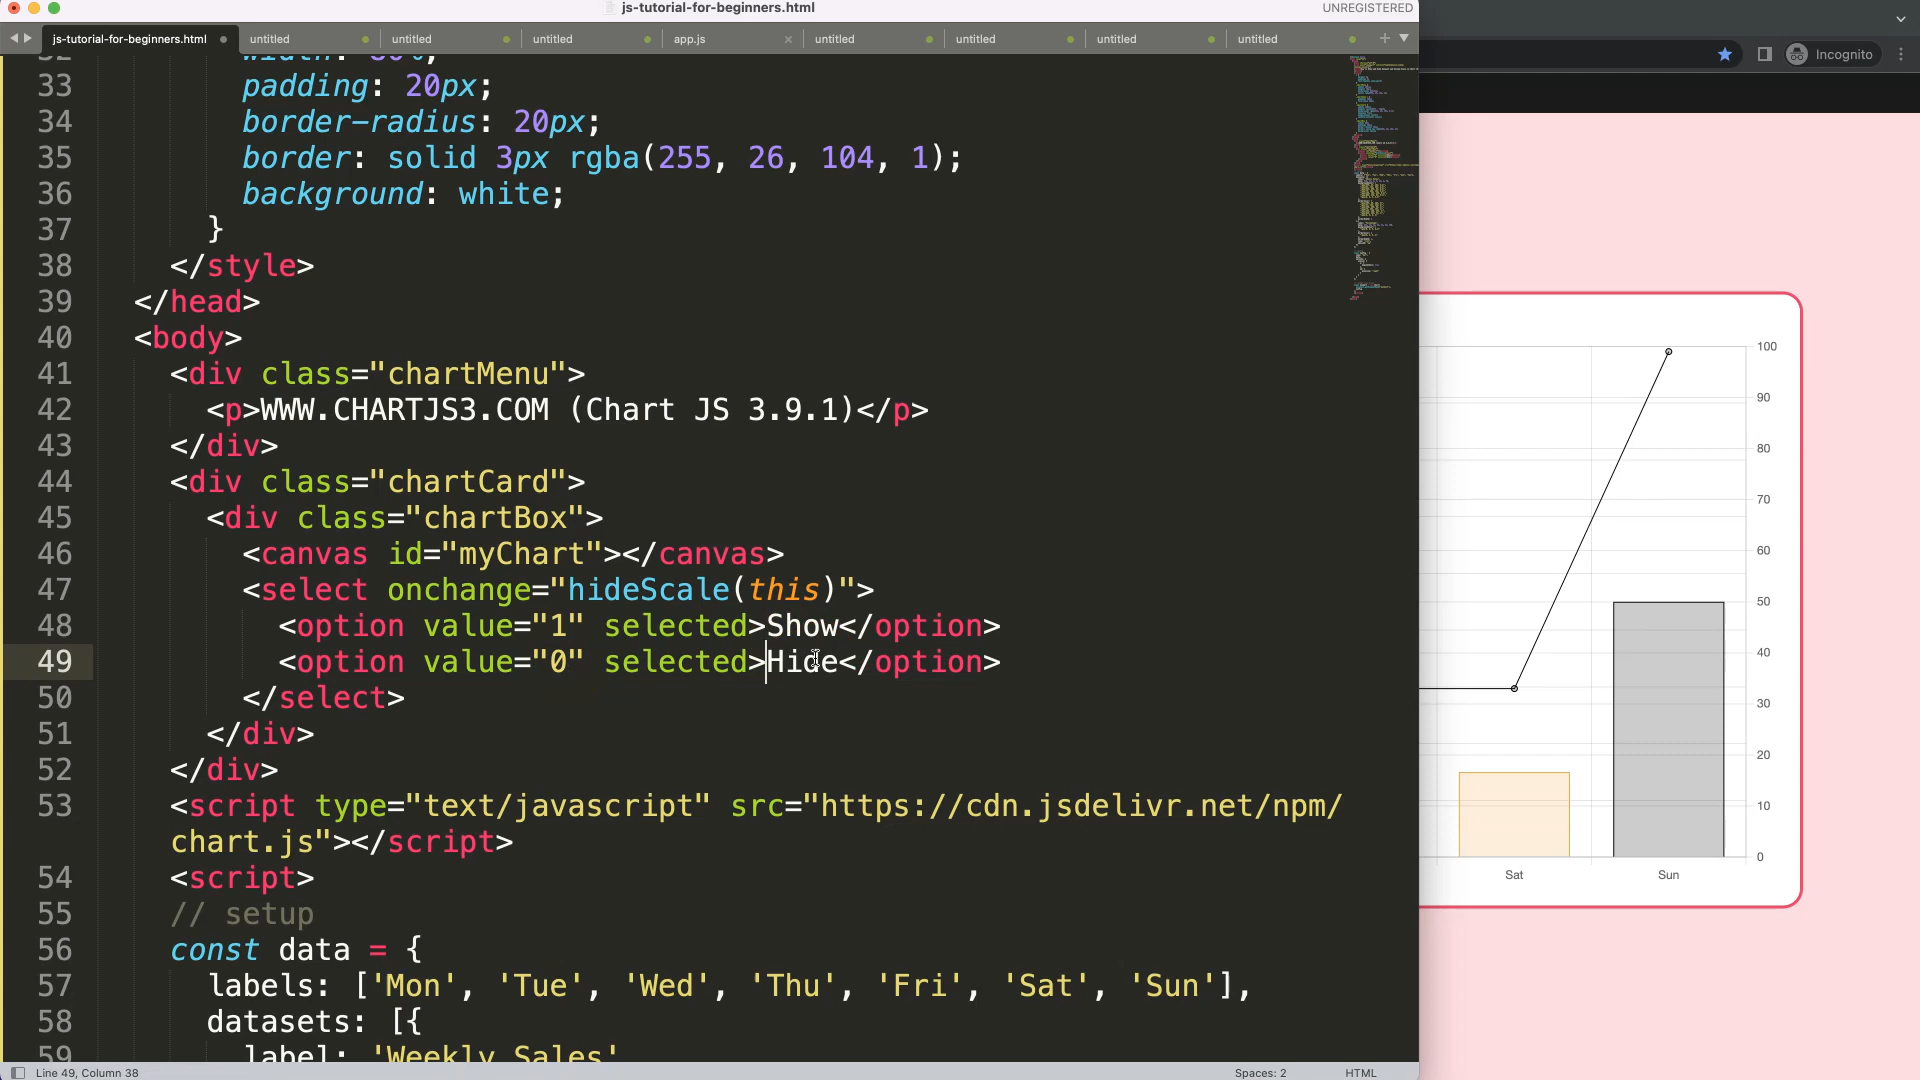 js-tutorial-for-beginners.html
UNREGISTERED
js-tutorial-for-beginners.html
untitled
untitled
untitled
app.js
untitled
untitled
untitled
untitled
Incognito
33 padding: 20px;
34 border-radius: 20px;
35 border: solid 3px rgba(255, 26, 104, 1);
36 background: white;
37 }
38 </style>
39 </head>
40 <body>
41 <div class="chartMenu">
42 <p>WWW.CHARTJS3.COM (Chart JS 3.9.1)</p>
43 </div>
44 <div class="chartCard">
45 <div class="chartBox">
46 <canvas id="myChart"></canvas>
47 <select onchange="hideScale(this)">
48 <option value="1" selected>Show</option>
49 <option value="0" selected>Hide</option>
50 </select>
51 </div>
52 </div>
53 <script type="text/javascript" src="https://cdn.jsdelivr.net/npm/
chart.js"></script>
54 <script>
55 // setup
56 const data = {
57 labels: ['Mon', 'Tue', 'Wed', 'Thu', 'Fri', 'Sat', 'Sun'],
58 datasets: [{
59 label: 'Weekly Sales'
100
90
80
70
60
50
40
30
20
10
0
Sat
Sun
Line 49, Column 38
Spaces: 2
HTML